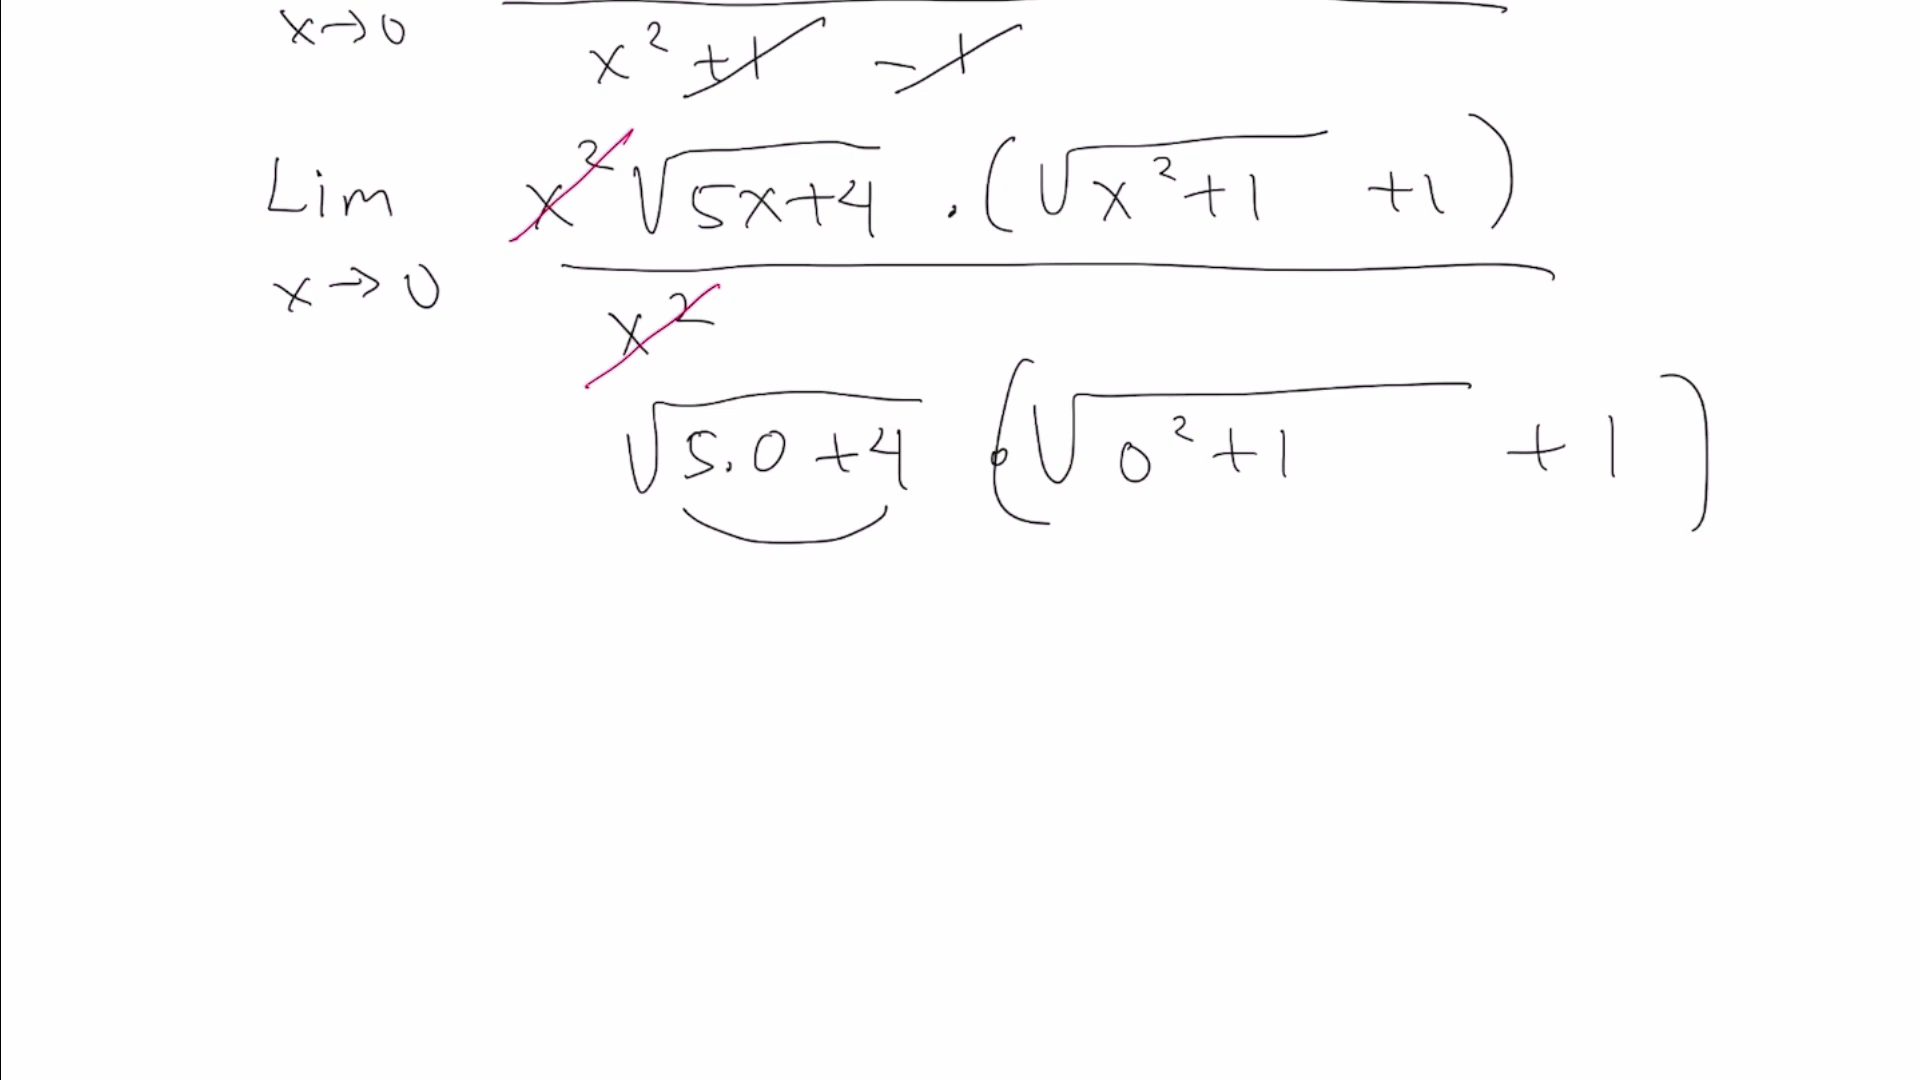 x→0
x² +1 -1
Lim x² √5x+4 . (√x²+1 +1)
x→0
x²
√5.0+4 . (√0²+1 +1)